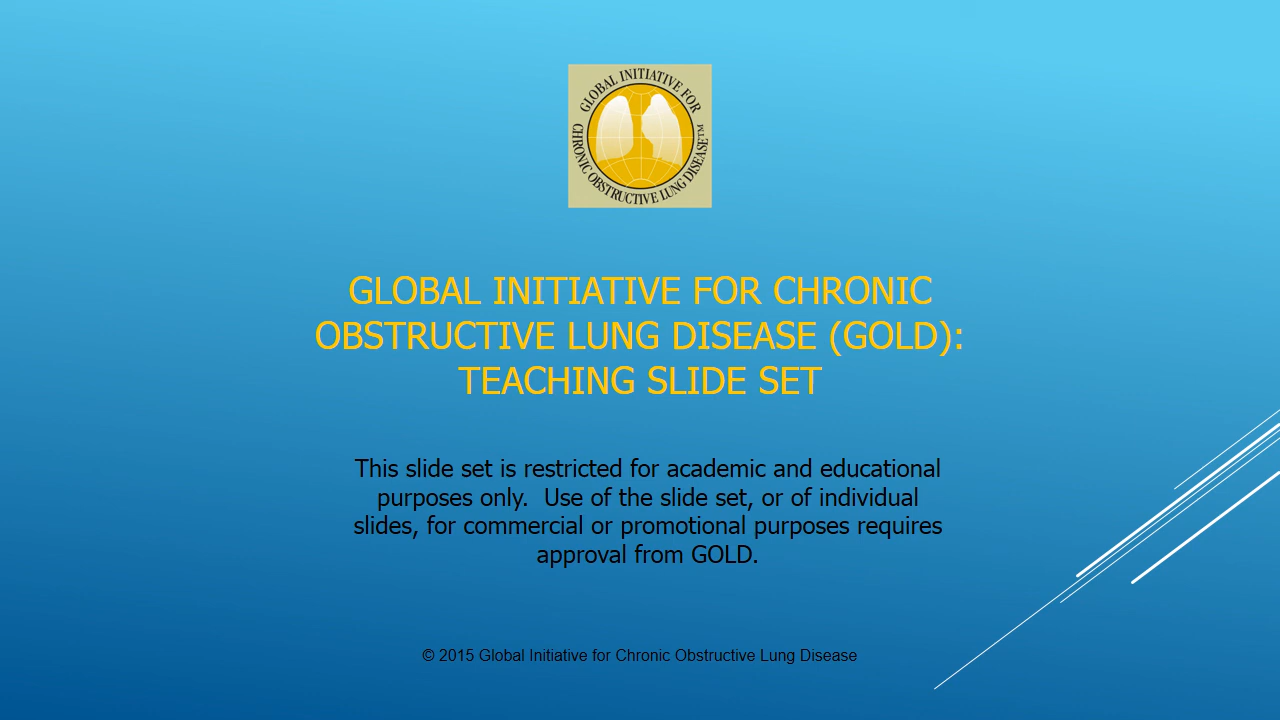 GLOBAL INITIATIVE FOR
CHRONIC OBSTRUCTIVE LUNG DISEASE™
GLOBAL INITIATIVE FOR CHRONIC
OBSTRUCTIVE LUNG DISEASE (GOLD):
TEACHING SLIDE SET
This slide set is restricted for academic and educational
purposes only.  Use of the slide set, or of individual
slides, for commercial or promotional purposes requires
approval from GOLD.
© 2015 Global Initiative for Chronic Obstructive Lung Disease